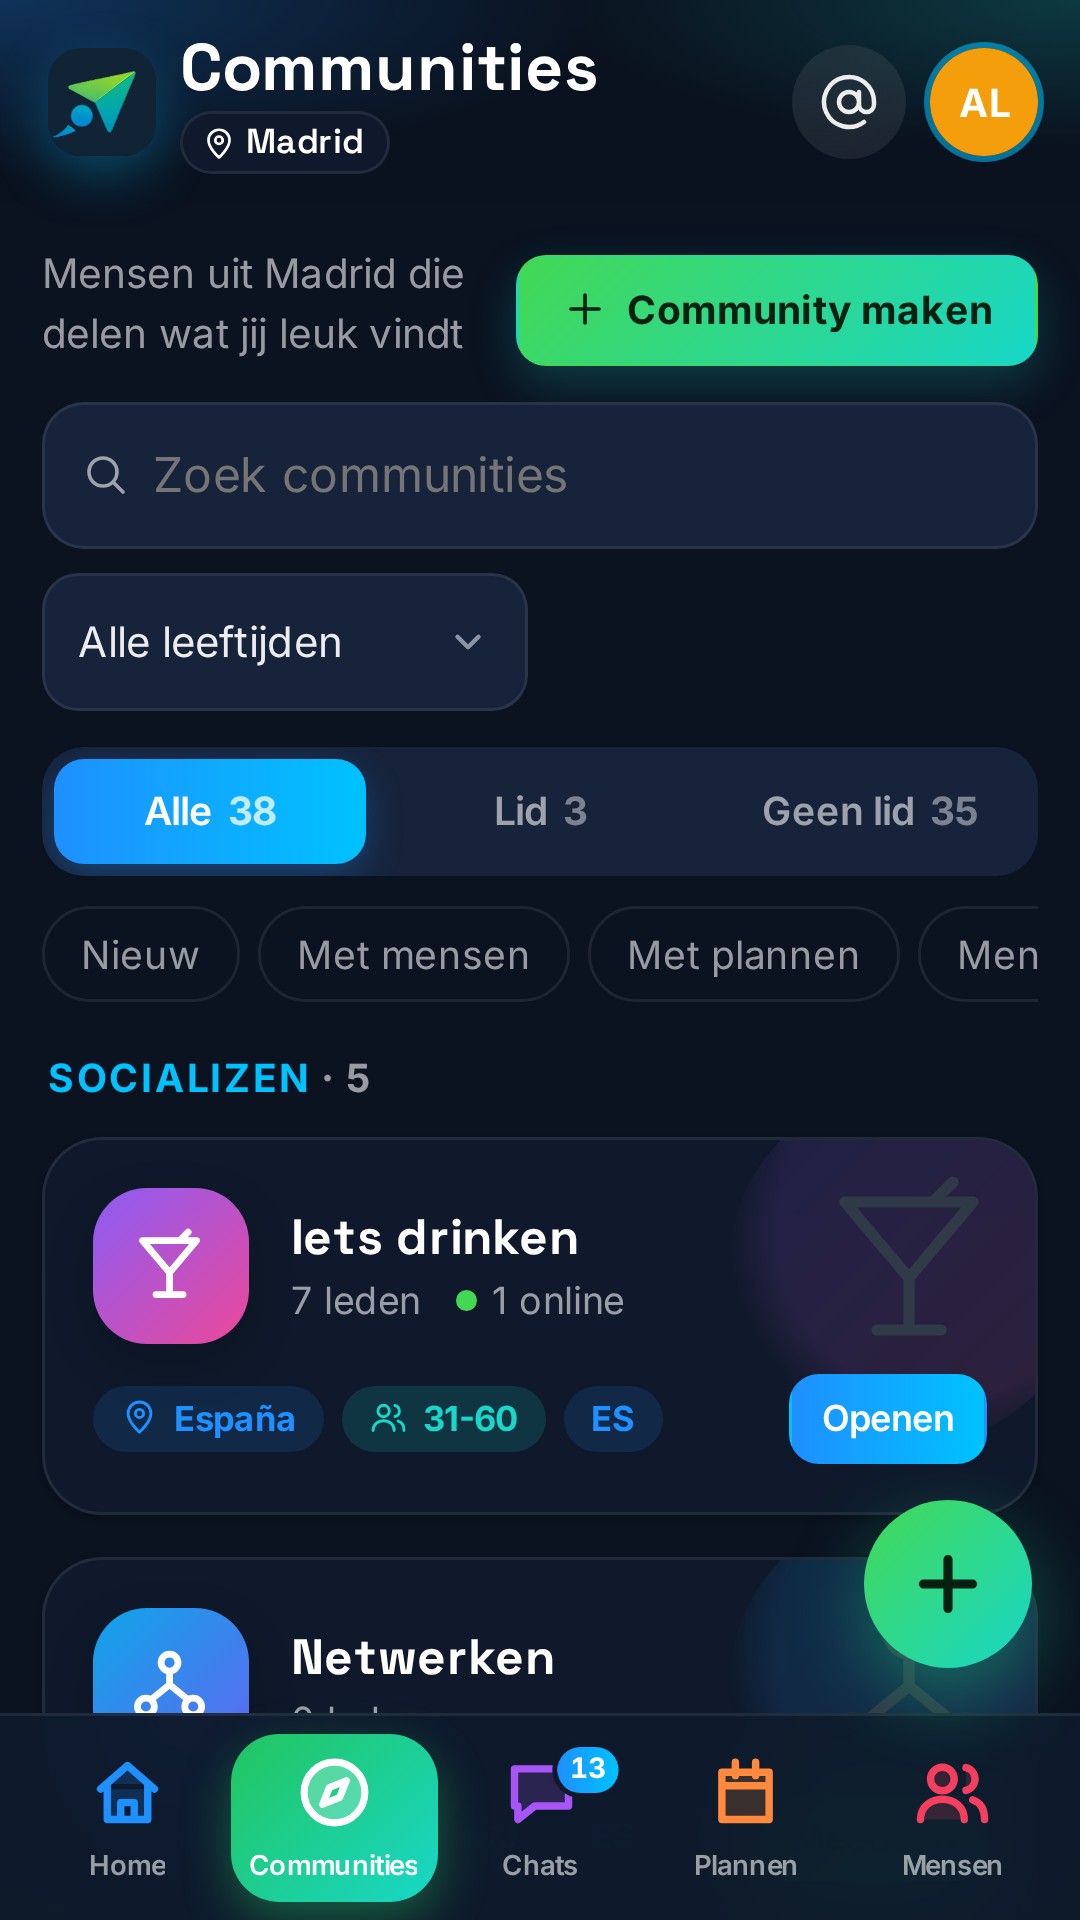 Communities
Madrid
AL
Mensen uit Madrid die
delen wat jij leuk vindt
Community maken
Zoek communities
Alle leeftijden
Alle 38
Lid 3
Geen lid 35
Nieuw
Met mensen
Met plannen
Men
SOCIALIZEN · 5
Iets drinken
7 leden
1 online
España
31-60
ES
Openen
Netwerken
13
Home
Communities
Chats
Plannen
Mensen